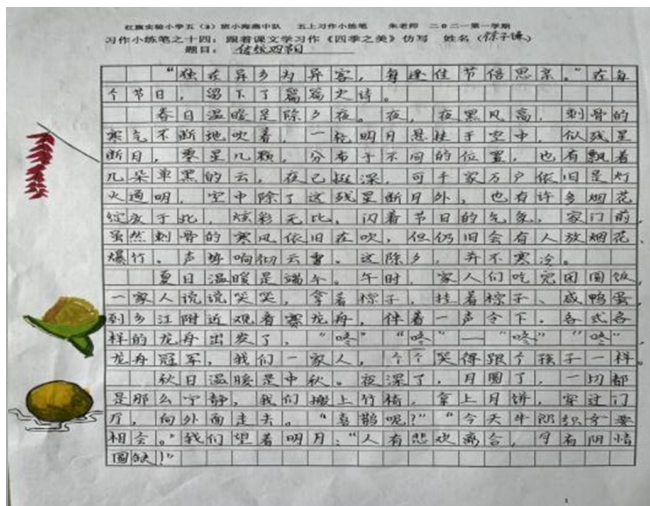 红旗实验小学五(3)班小海燕中队 五上习作小练笔 朱老师 二〇二一第一学期
习作小练笔之十四:跟着课文学习作《四季之美》仿写 姓名(徐子)
题目:传统四节日
“独在异乡为异客,每逢佳节倍思亲。”在每
个节日,留下了篇篇史诗。
春日温暖是除夕夜。夜,夜黑风高,刺骨的
寒气不断地吹着,一轮明月悬挂于空中,似残星
断月,零星几颗,分布于不同的位置,也有飘着
几朵单黑的云,夜已挺深,可千家万户依旧是灯
火通明,空中除了这残星断月外,也有许多烟花
绽放于此,炫彩无比,闪着节日的气象,家门前,
虽然刺骨的寒风依旧在吹,但仍旧会有人放烟花、
爆竹。声势响彻云霄。这除夕,并不寒冷。
夏日温暖是端午。午时,家人们吃完团圆饭,
一家人说说笑笑,拿着粽子,挂着粽子、咸鸭蛋,
到乡江附近观看赛龙舟,伴着一声令下,各式各
样的龙舟出发了,“咚”“咚”——“咚”“咚”,
龙舟冠军,我们一家人,个个笑得跟个孩子一样。
秋日温暖是中秋。夜深了,月圆了,一切都
是那么宁静,我们搬上竹椅,拿上月饼,穿过门
厅,向外面走去。“喜鹊呢?”“今天牛郎织女要
相会。”我们望着明月:“人有悲欢离合,月有阴晴
圆缺!”
1